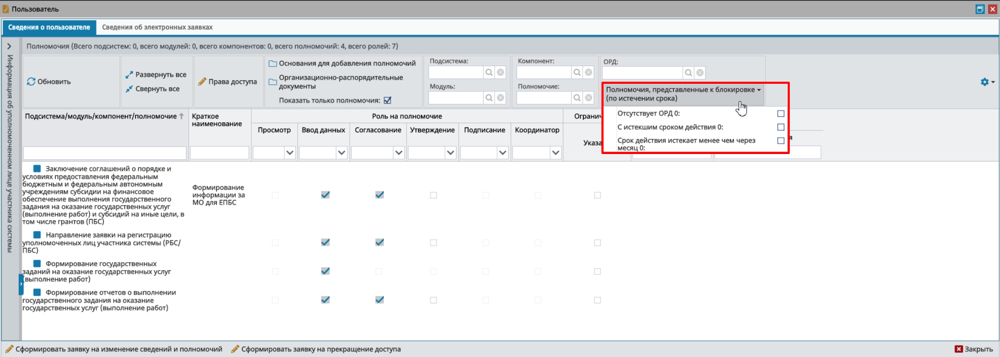 Пользователь
Сведения о пользователе
Сведения об электронных заявках
Информация об уполномоченном лице участника системы
Полномочия (Всего подсистем: 0, всего модулей: 0, всего компонентов: 0, всего полномочий: 4, всего ролей: 7)
Обновить
Развернуть все
Свернуть все
Права доступа
Основания для добавления полномочий
Организационно-распорядительные
документы
Показать только полномочия:
Подсистема:
Модуль:
Компонент:
Полномочие:
ОРД:
Полномочия, представленные к блокировке
(по истечении срока)
Отсутствует ОРД 0:
С истекшим сроком действия 0:
Срок действия истекает менее чем через
месяц 0:
Подсистема/модуль/компонент/полномочие
Краткое
наименование
Роль на полномочие
Огранич
Просмотр
Ввод данных
Согласование
Утверждение
Подписание
Координатор
Указа
я
Заключение соглашений о порядке и
условиях предоставления федеральным
бюджетным и федеральным автономным
учреждениям субсидии на финансовое
обеспечение выполнения государственного
задания на оказание государственных услуг
(выполнение работ) и субсидий на иные цели, в
том числе грантов (ПБС)
Формирование
информации за
МО для ЕПБС
Направление заявки на регистрацию
уполномоченных лиц участника системы (РБС/
ПБС)
Формирование государственных
заданий на оказание государственных услуг
(выполнение работ)
Формирование отчетов о выполнении
государственного задания на оказание
государственных услуг (выполнение работ)
Сформировать заявку на изменение сведений и полномочий
Сформировать заявку на прекращение доступа
Закрыть